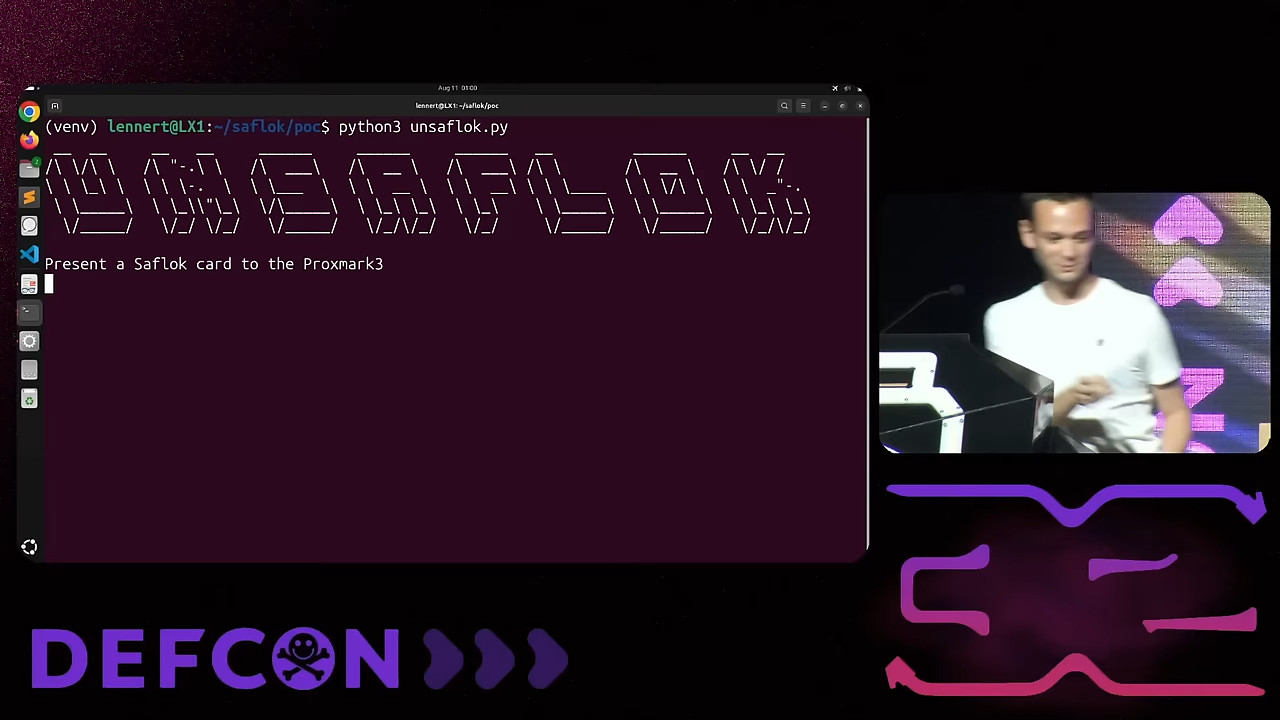 Aug 11 01:00
lennert@LX1: ~/saflok/poc
(venv) lennert@LX1:~/saflok/poc$ python3 unsaflok.py
UNSAFLOK
Present a Saflok card to the Proxmark3
DEFCON